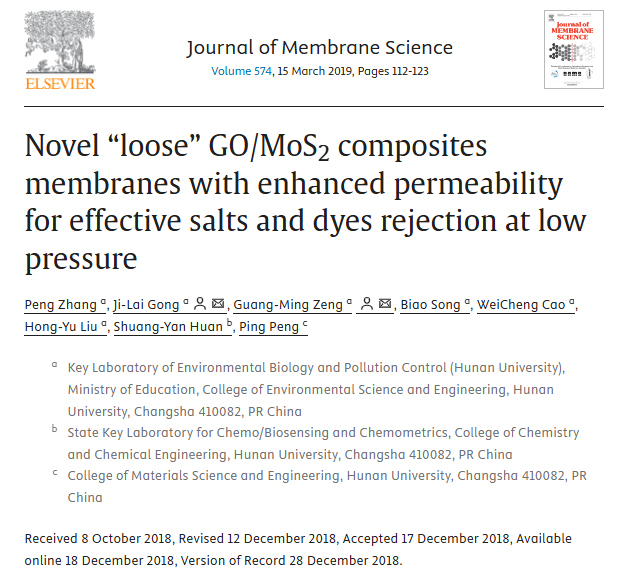 ELSEVIER
Journal of Membrane Science
Volume 574, 15 March 2019, Pages 112-123
journal of
MEMBRANE
SCIENCE
Novel “loose” GO/MoS₂ composites
membranes with enhanced permeability
for effective salts and dyes rejection at low
pressure
Peng Zhang ᵃ, Ji-Lai Gong ᵃ, Guang-Ming Zeng ᵃ, Biao Song ᵃ, WeiCheng Cao ᵃ,
Hong-Yu Liu ᵃ, Shuang-Yan Huan ᵇ, Ping Peng ᶜ
ᵃ Key Laboratory of Environmental Biology and Pollution Control (Hunan University),
Ministry of Education, College of Environmental Science and Engineering, Hunan
University, Changsha 410082, PR China
ᵇ State Key Laboratory for Chemo/Biosensing and Chemometrics, College of Chemistry
and Chemical Engineering, Hunan University, Changsha 410082, PR China
ᶜ College of Materials Science and Engineering, Hunan University, Changsha 410082, PR
China
Received 8 October 2018, Revised 12 December 2018, Accepted 17 December 2018, Available
online 18 December 2018, Version of Record 28 December 2018.